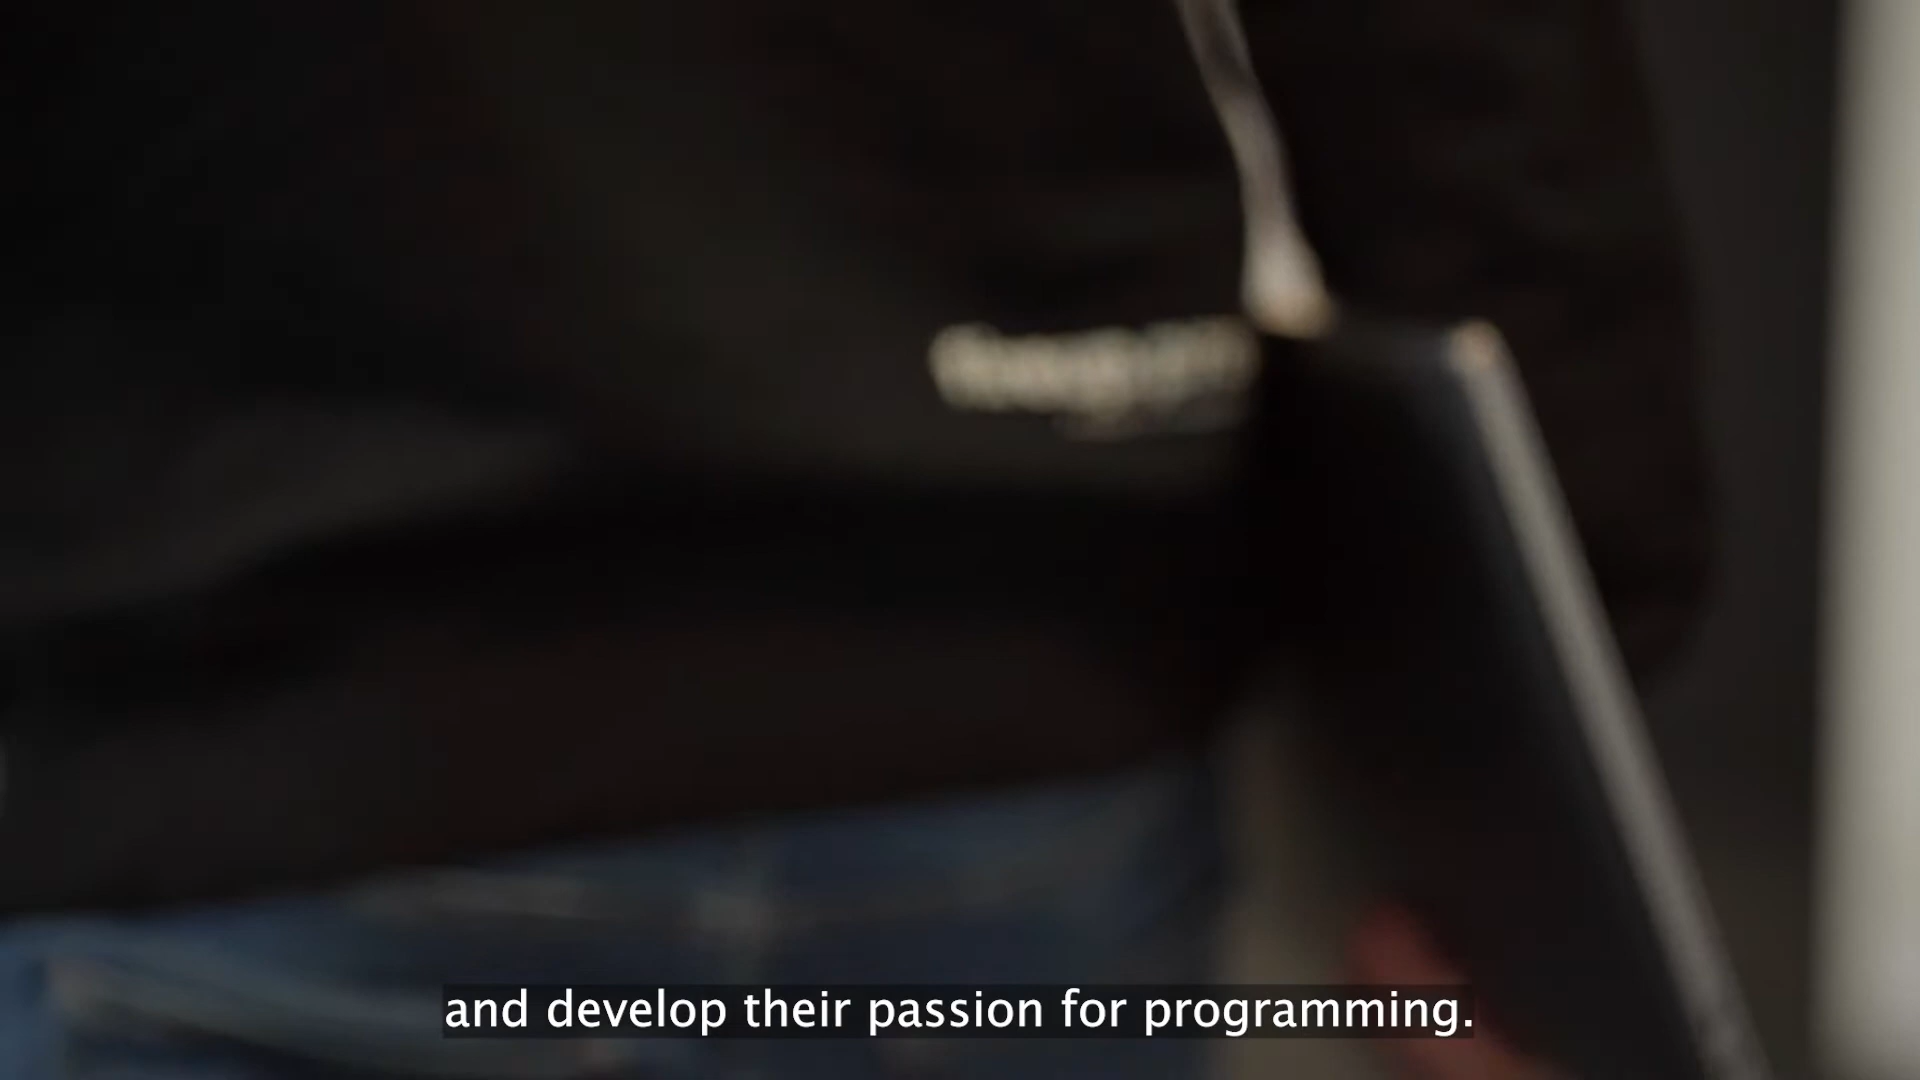 and develop their passion for programming.